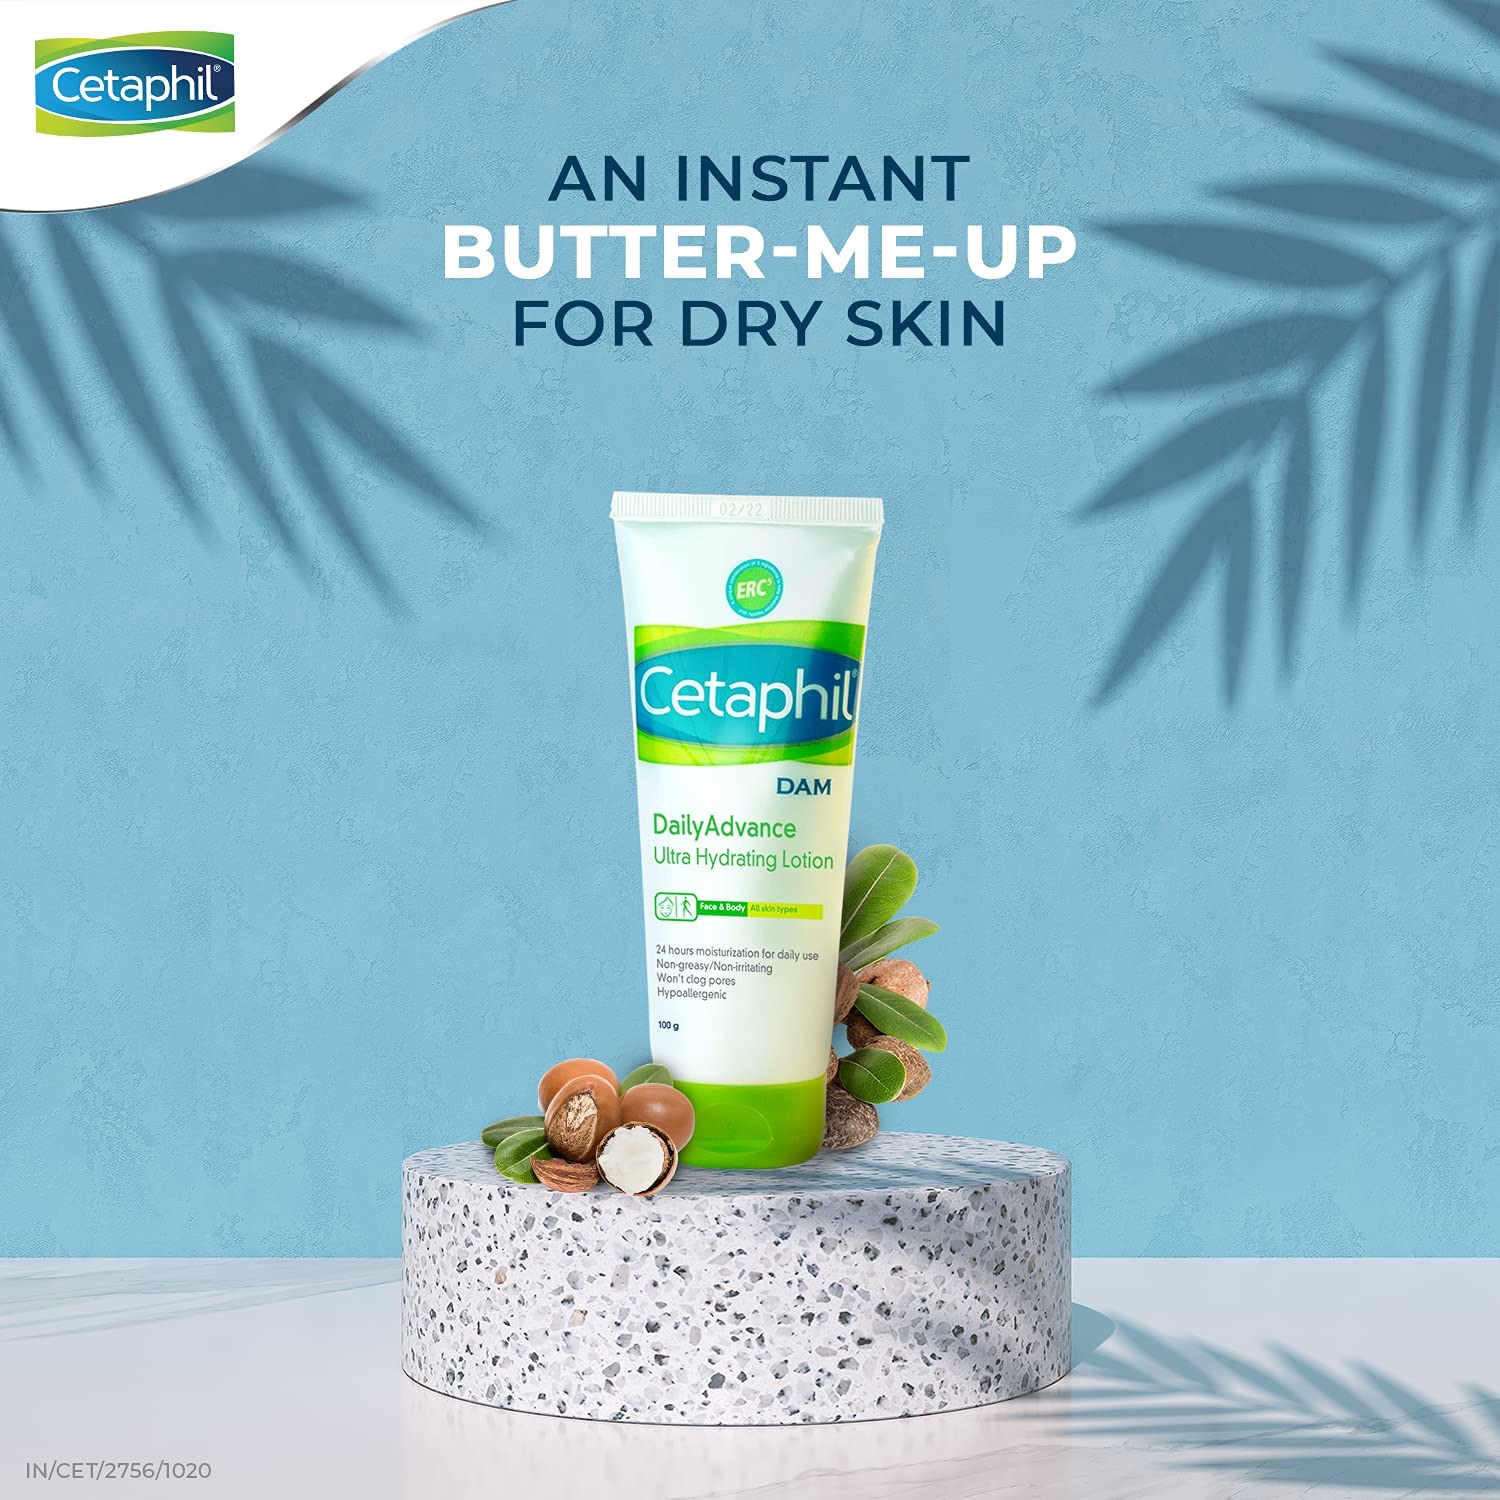 Cetaphil®
AN INSTANT
BUTTER-ME-UP
FOR DRY SKIN
02/22
ERC⁵
Cetaphil®
DAM
DailyAdvance
Ultra Hydrating Lotion
Face & Body All skin types
24 hours moisturization for daily use
Non-greasy/Non-irritating
Won't clog pores
Hypoallergenic
100 g
IN/CET/2756/1020